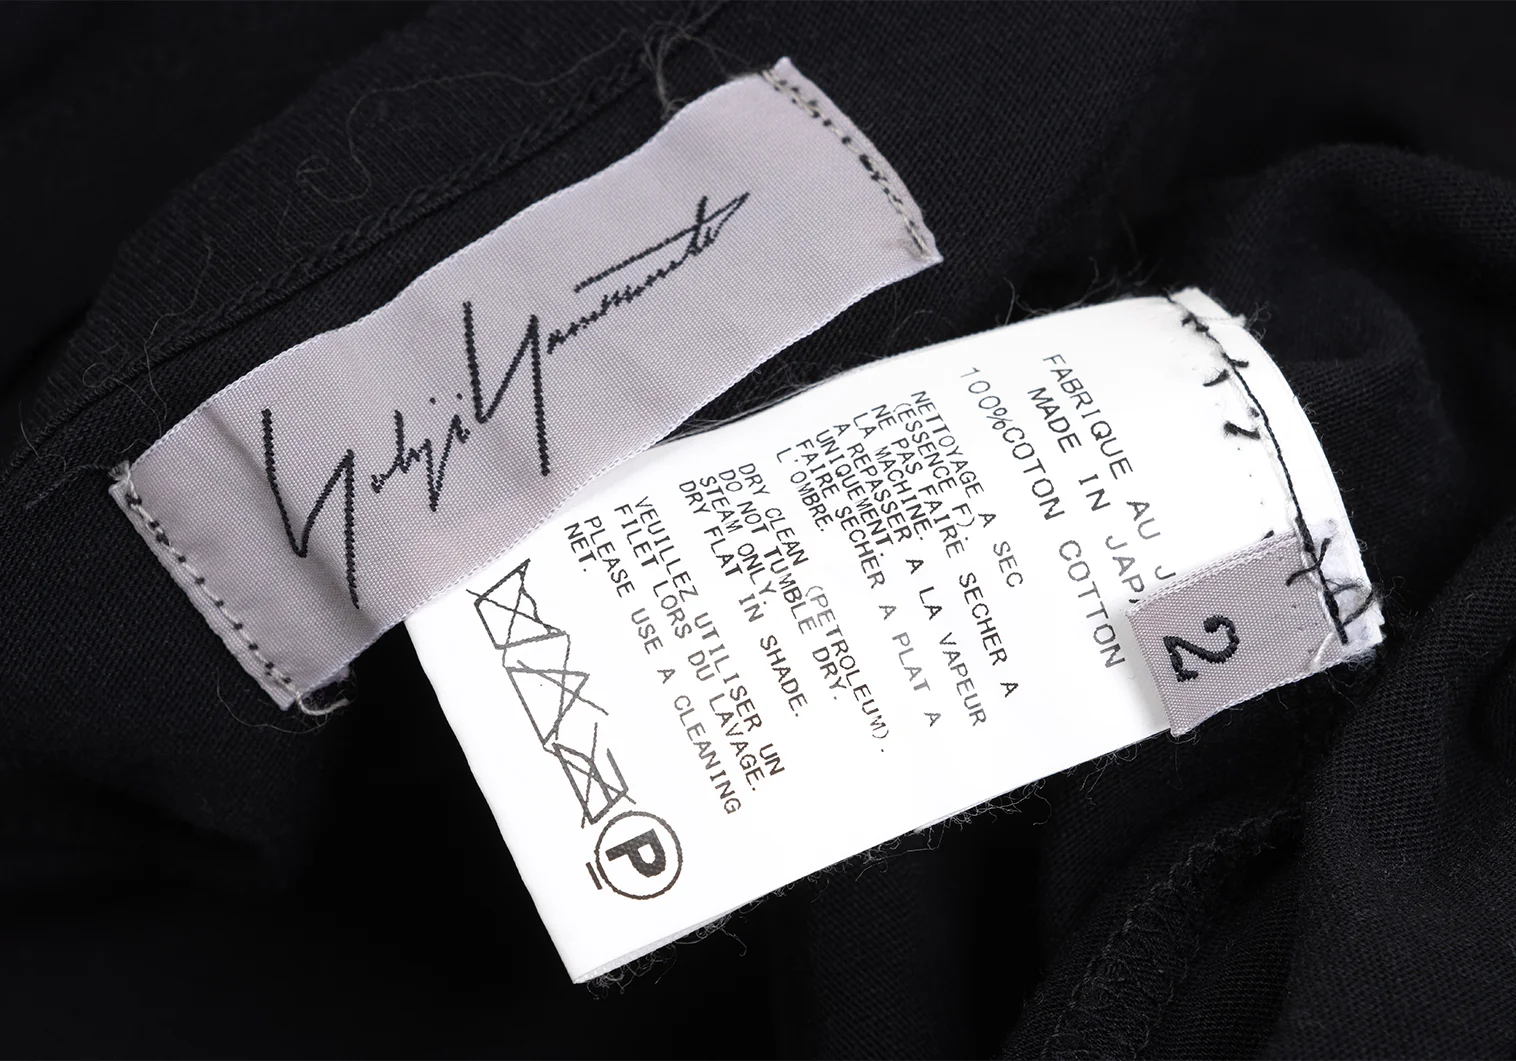 Yohji Yamamoto
FABRIQUE AU J
MADE IN JAPA
100%COTON COTTON
NETTOYAGE A SEC
(ESSENCE F).
NE PAS FAIRE SECHER A
LA MACHINE.
A REPASSER A LA VAPEUR
UNIQUEMENT.
FAIRE SECHER A PLAT A
L'OMBRE.
DRY CLEAN (PETROLEUM).
DO NOT TUMBLE DRY.
STEAM ONLY.
DRY FLAT IN SHADE.
VEUILLEZ UTILISER UN
FILET LORS DU LAVAGE.
PLEASE USE A CLEANING
NET.
P
2